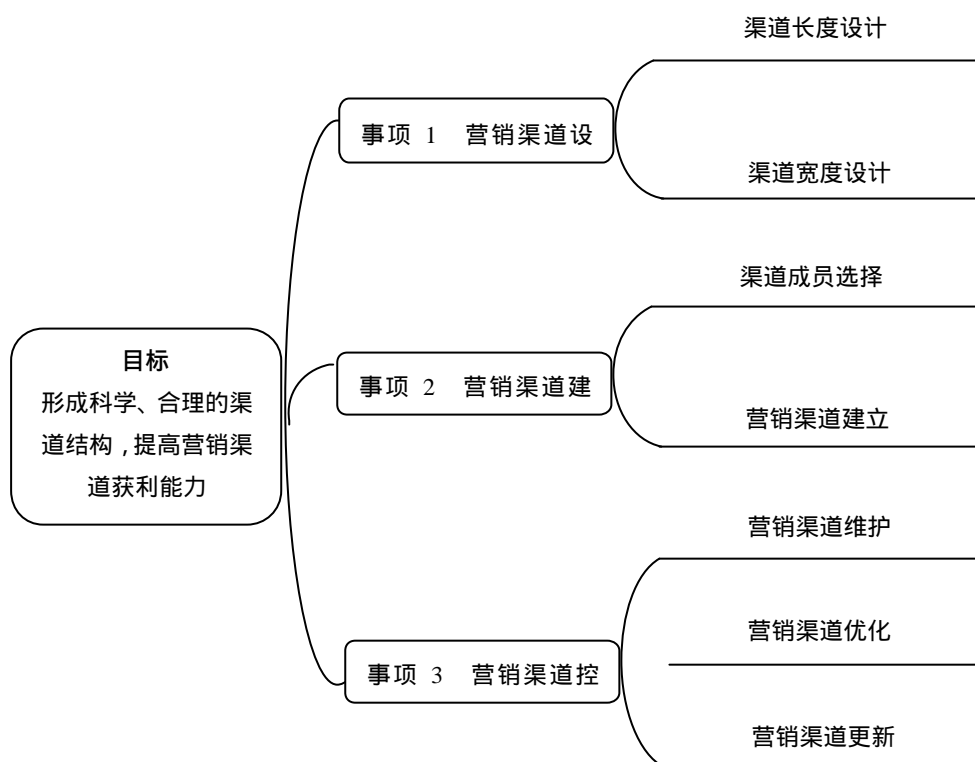 目标
形成科学、合理的渠
道结构,提高营销渠
道获利能力
事项 1 营销渠道设
渠道长度设计
渠道宽度设计
事项 2 营销渠道建
渠道成员选择
营销渠道建立
事项 3 营销渠道控
营销渠道维护
营销渠道优化
营销渠道更新